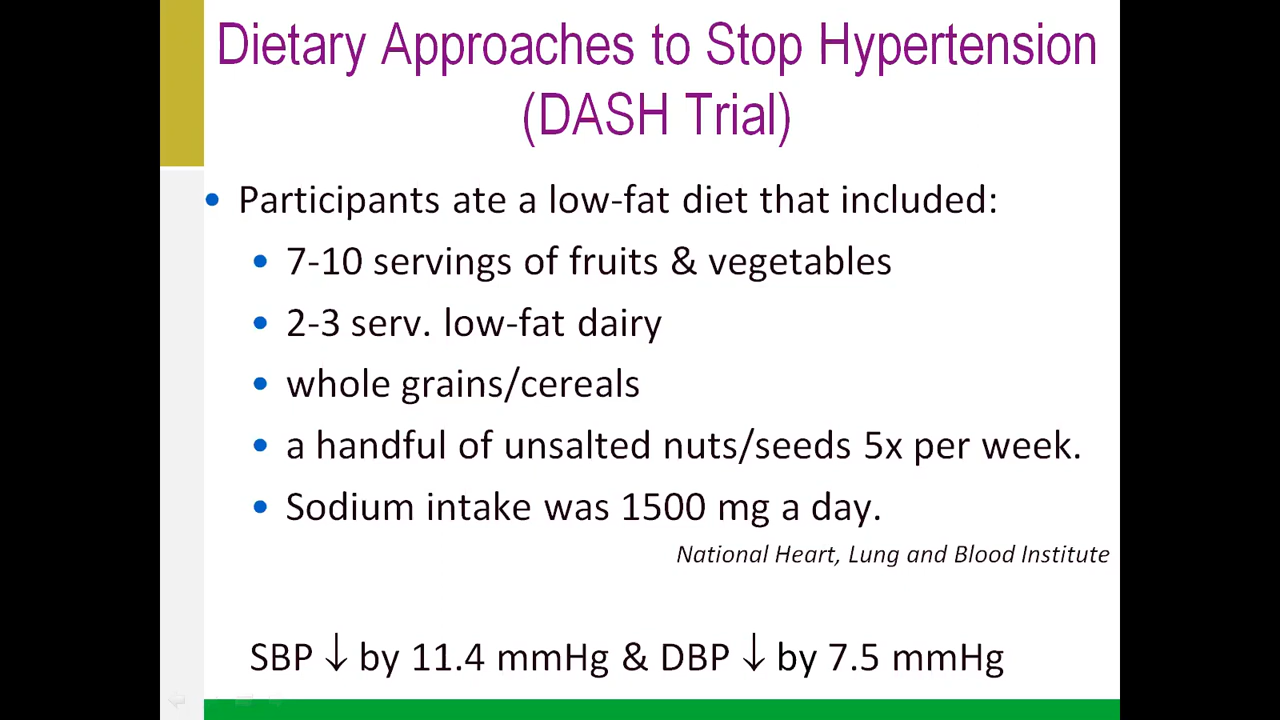 Dietary Approaches to Stop Hypertension
(DASH Trial)
• Participants ate a low-fat diet that included:
• 7-10 servings of fruits & vegetables
• 2-3 serv. low-fat dairy
• whole grains/cereals
• a handful of unsalted nuts/seeds 5x per week.
• Sodium intake was 1500 mg a day.
National Heart, Lung and Blood Institute
SBP ↓ by 11.4 mmHg & DBP ↓ by 7.5 mmHg